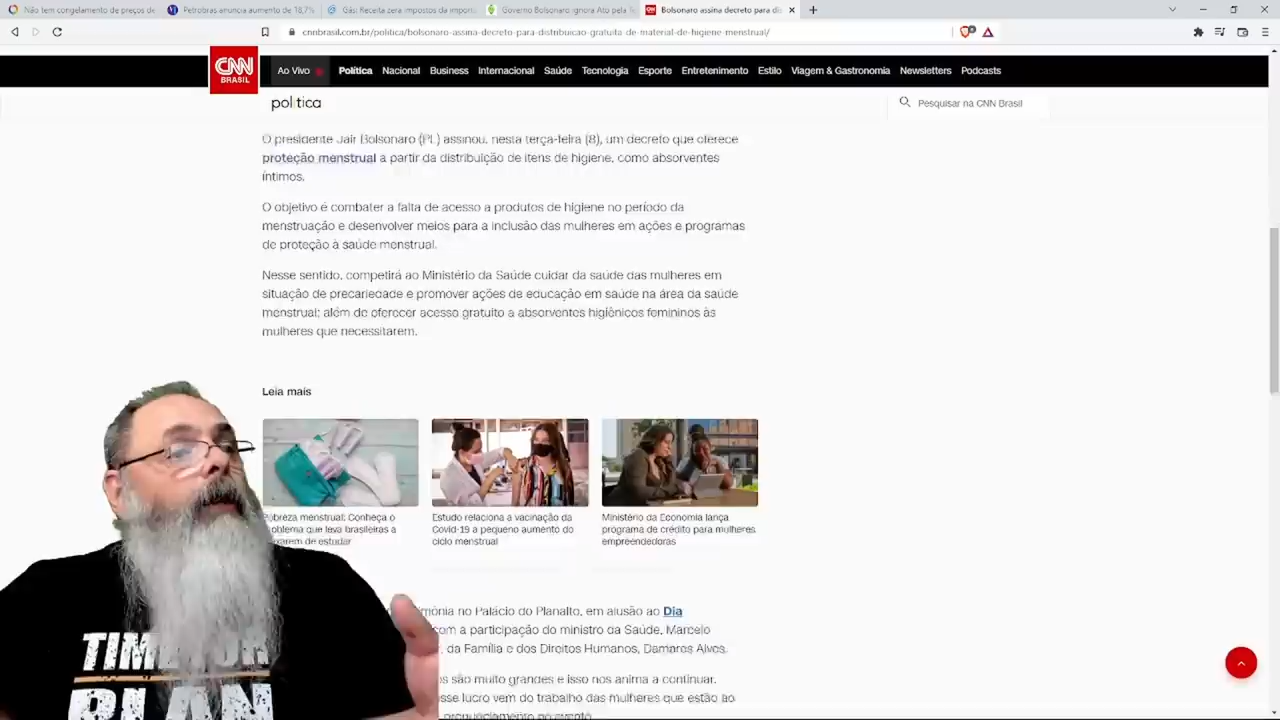 Não tem congelamento de preços de
Petrobras anuncia aumento de 18,7%
Gás! Receita zera impostos da import
Governo Bolsonaro ignora Ato pela Te
Bolsonaro assina decreto para dis
cnnbrasil.com.br/politica/bolsonaro-assina-decreto-para-distribuicao-gratuita-de-material-de-higiene-menstrual/
CNN
BRASIL
Ao Vivo
Política
Nacional
Business
Internacional
Saúde
Tecnologia
Esporte
Entretenimento
Estilo
Viagem & Gastronomia
Newsletters
Podcasts
política
Pesquisar na CNN Brasil
O presidente Jair Bolsonaro (PL) assinou, nesta terça-feira (8), um decreto que oferece
proteção menstrual a partir da distribuição de itens de higiene, como absorventes
íntimos.
O objetivo é combater a falta de acesso a produtos de higiene no período da
menstruação e desenvolver meios para a inclusão das mulheres em ações e programas
de proteção à saúde menstrual.
Nesse sentido, competirá ao Ministério da Saúde cuidar da saúde das mulheres em
situação de precariedade e promover ações de educação em saúde na área da saúde
menstrual; além de oferecer acesso gratuito a absorventes higiênicos femininos às
mulheres que necessitarem.
Leia mais
Pobreza menstrual: Conheça o
problema que leva brasileiras a
pararem de estudar
Estudo relaciona a vacinação da
Covid-19 a pequeno aumento do
ciclo menstrual
Ministério da Economia lança
programa de crédito para mulheres
empreendedoras
imônia no Palácio do Planalto, em alusão ao Dia
com a participação do ministro da Saúde, Marcelo
, da Família e dos Direitos Humanos, Damares Alves.
os são muito grandes e isso nos anima a continuar.
sse lucro vem do trabalho das mulheres que estão ao
pronunciamento no evento.
PLAN